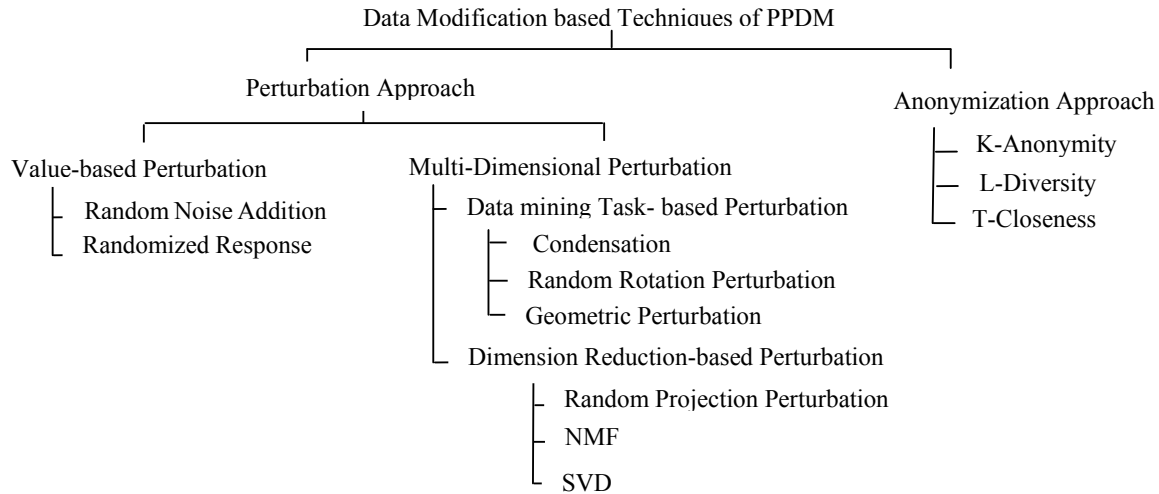 Data Modification based Techniques of PPDM
Perturbation Approach
Anonymization Approach
K-Anonymity
L-Diversity
T-Closeness
Value-based Perturbation
Random Noise Addition
Randomized Response
Multi-Dimensional Perturbation
Data mining Task- based Perturbation
Condensation
Random Rotation Perturbation
Geometric Perturbation
Dimension Reduction-based Perturbation
Random Projection Perturbation
NMF
SVD